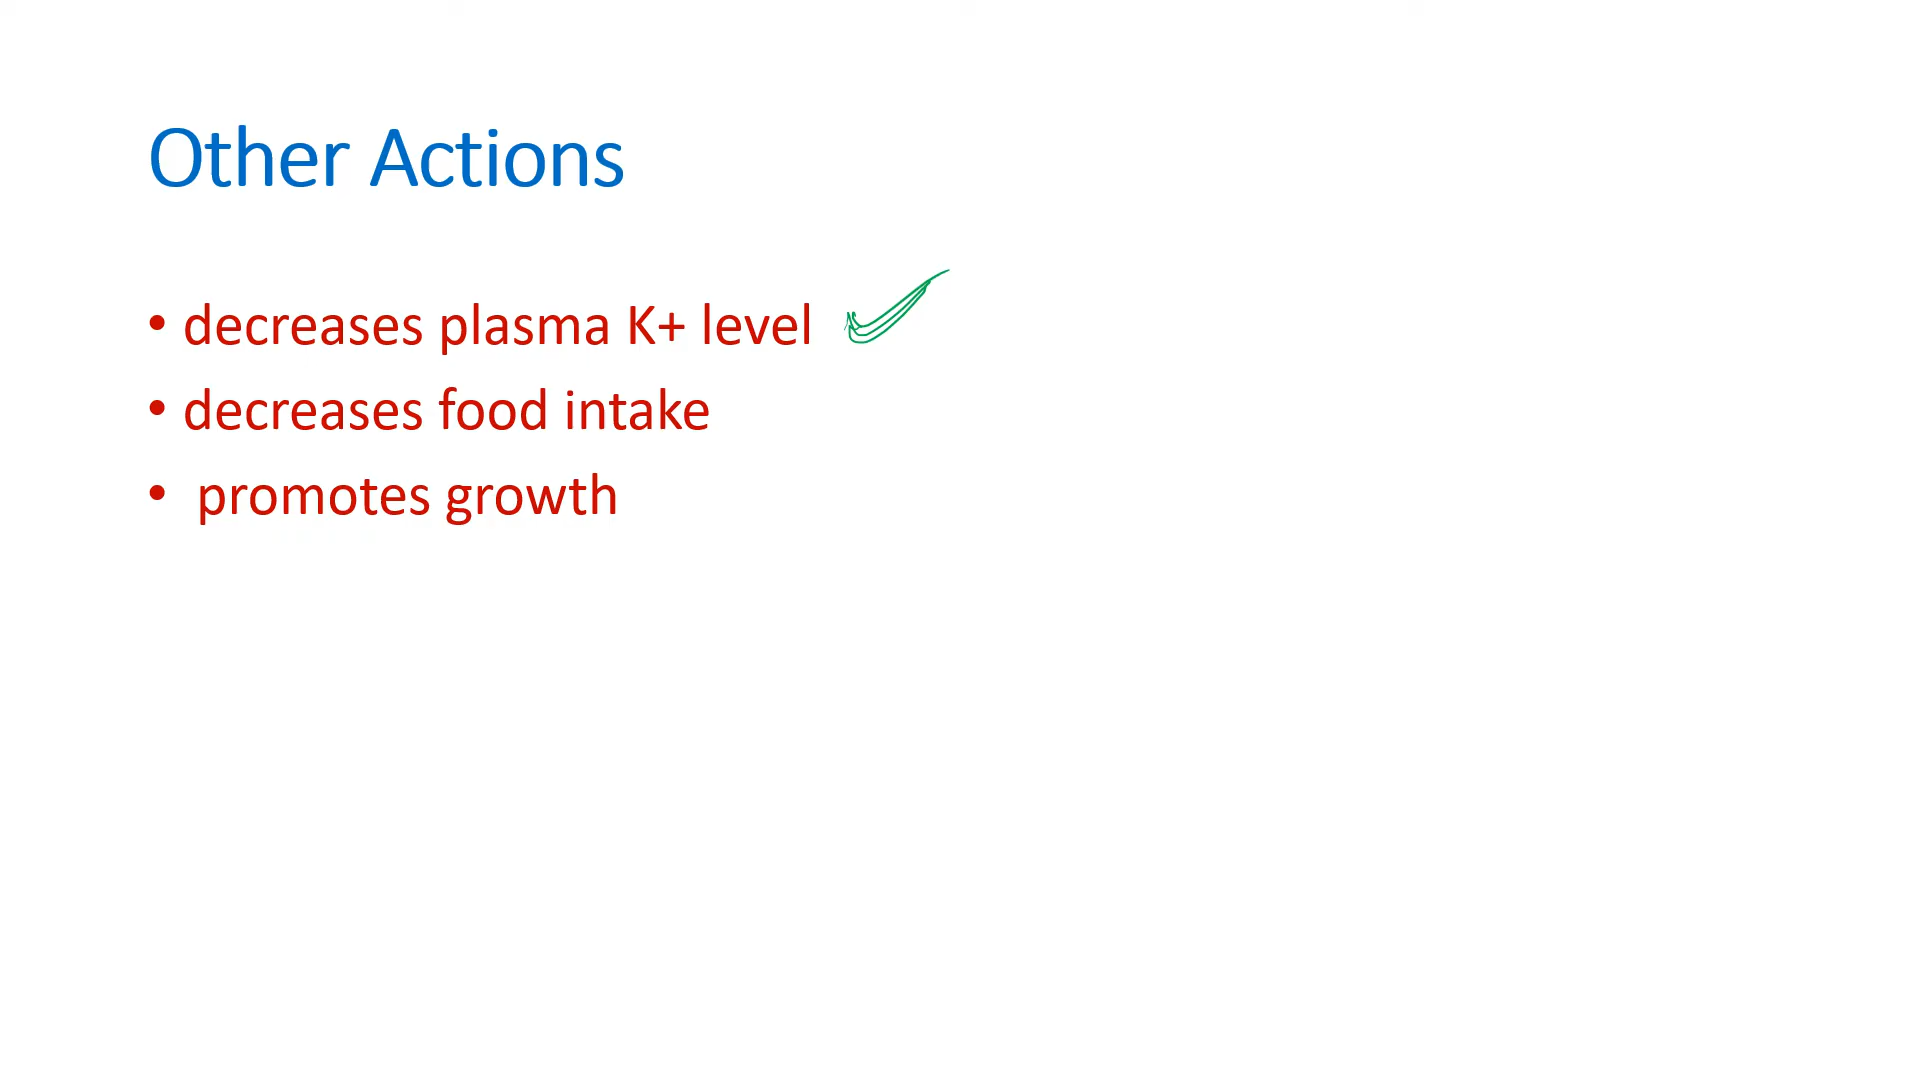 Other Actions
• decreases plasma K+ level
• decreases food intake
• promotes growth